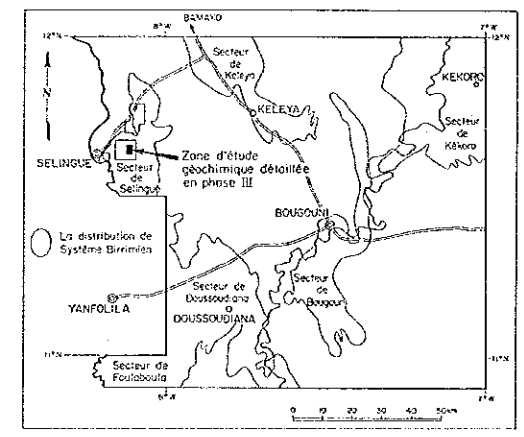 8°W
BAMAKO
7°W
12°N
12°N
N
Secteur
de
Keleya
KEKORO
KELEYA
Secteur
de
Kékoro
SELINGUE
Secteur
de
Selingué
Zone d'étude
géochimique détaillée
en phase III
BOUGOUNI
La distribution de
Système Birrimien
Secteur de
Doussoudiana
DOUSSOUDIANA
Secteur
de
Bougouni
YANFOLILA
11°N
11°N
Secteur de
Foulaboula
8°W
7°W
0 10 20 30 40 50km